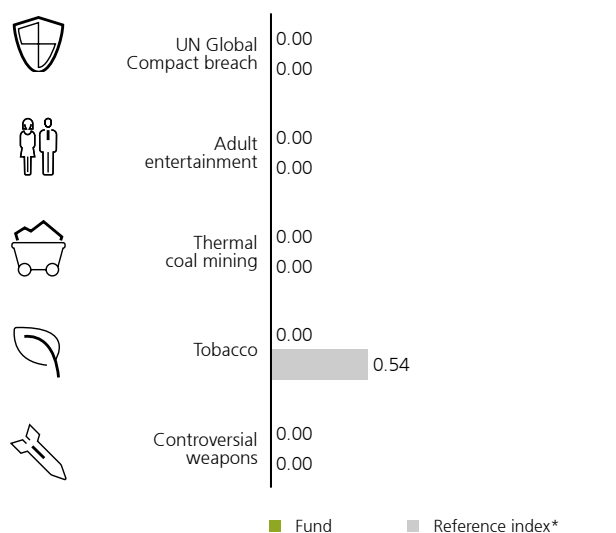 UN Global
Compact breach
0.00
0.00
Adult
entertainment
0.00
0.00
Thermal
coal mining
0.00
0.00
Tobacco
0.00
0.54
Controversial
weapons
0.00
0.00
Fund
Reference index*